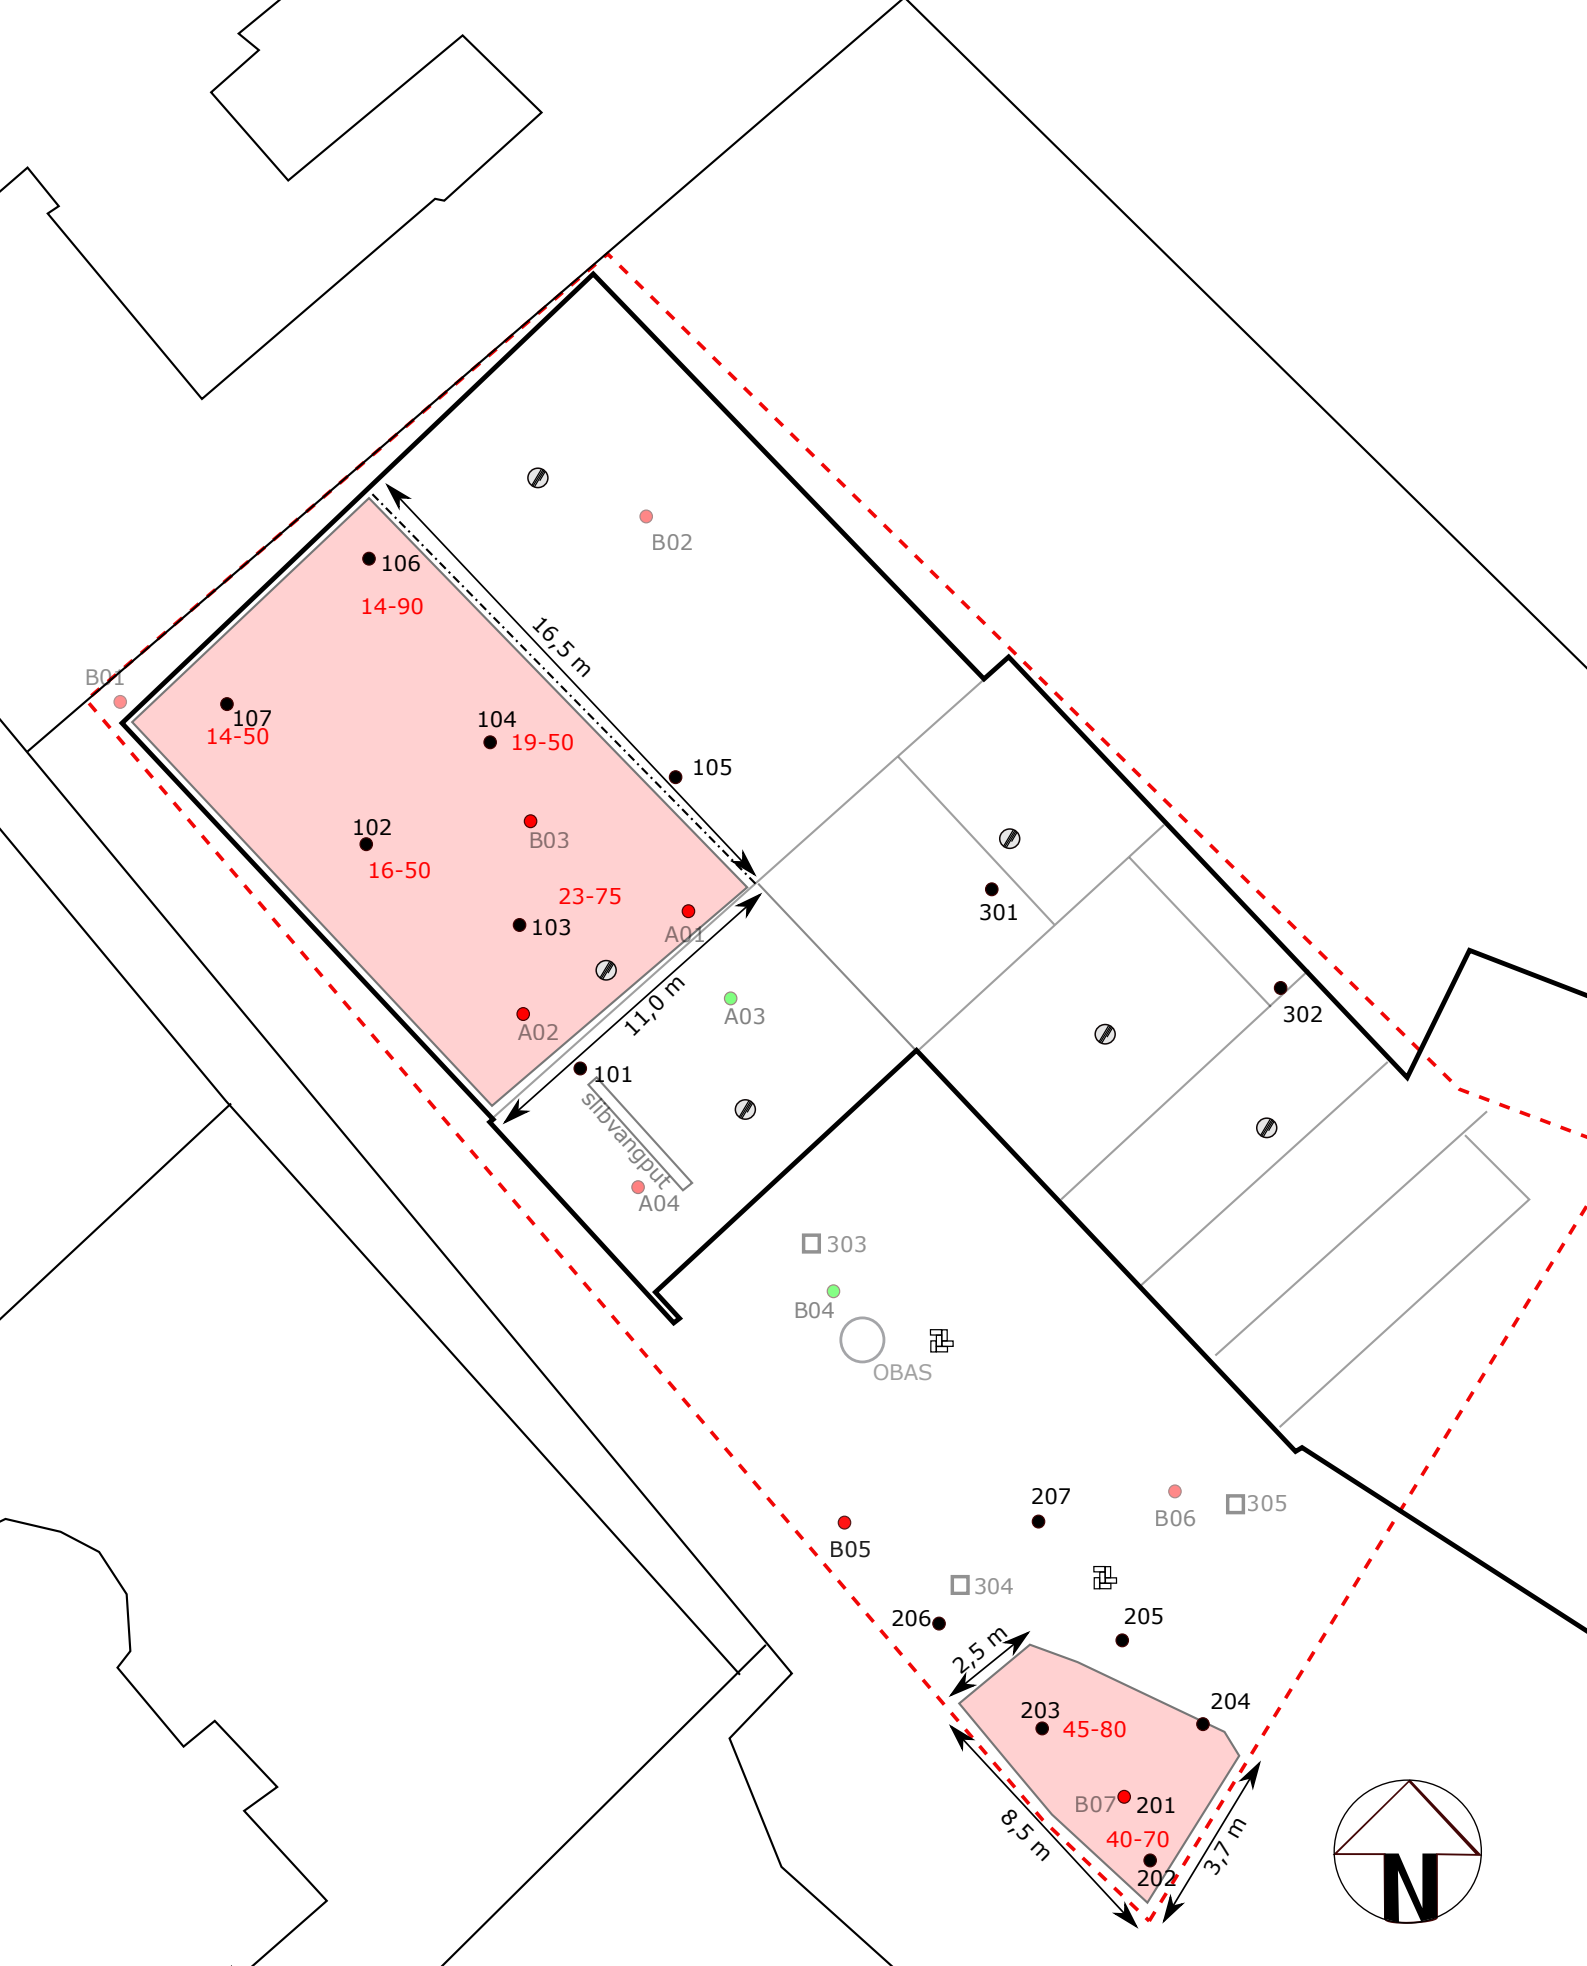 B02
106
14-90
16,5 m
B01
107
14-50
104
19-50
105
102
16-50
B03
23-75
103
A01
301
11,0 m
A03
A02
302
101
slibvangput
A04
303
B04
OBAS
207
B06
305
B05
304
206
205
2,5 m
204
203
45-80
B07
201
8,5 m
40-70
3,7 m
202
N